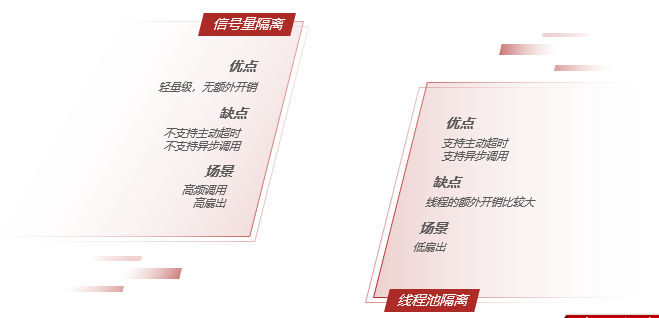 信号量隔离
优点
轻量级，无额外开销
缺点
不支持主动超时
不支持异步调用
场景
高频调用
高扇出
优点
支持主动超时
支持异步调用
缺点
线程的额外开销比较大
场景
低扇出
线程池隔离